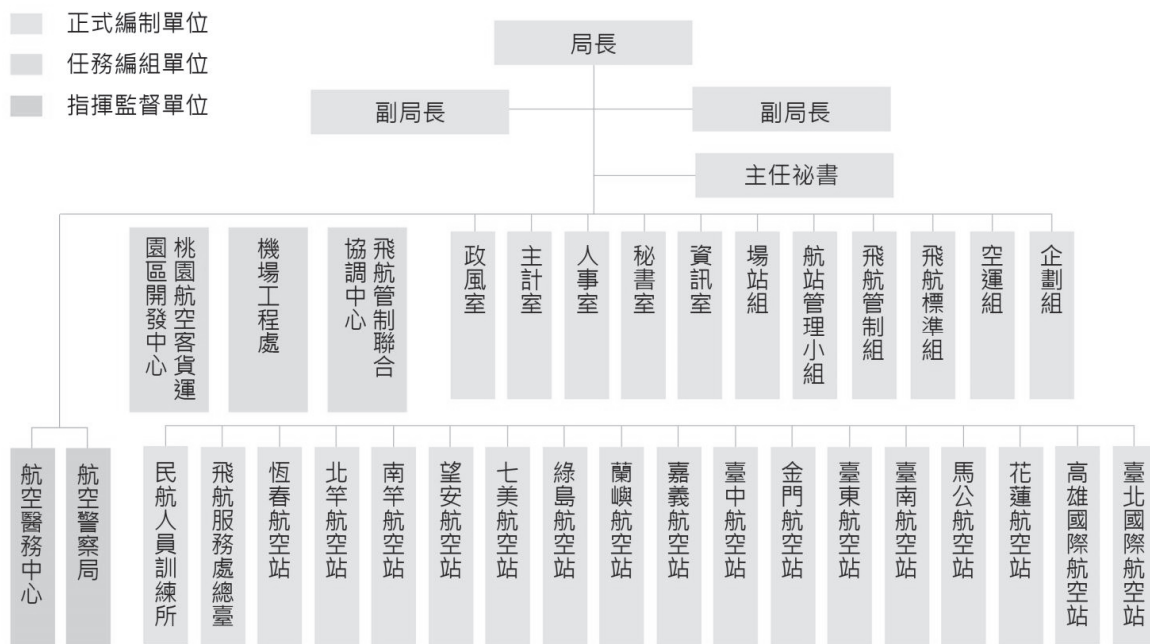 正式編制單位
任務編組單位
指揮監督單位
局長
副局長
副局長
主任祕書
桃園航空客貨運
園區開發中心
機場工程處
飛航管制聯合
協調中心
政風室
主計室
人事室
秘書室
資訊室
場站組
航站管理小組
飛航管制組
飛航標準組
空運組
企劃組
航空醫務中心
航空警察局
民航人員訓練所
飛航服務處總臺
恆春航空站
北竿航空站
南竿航空站
望安航空站
七美航空站
綠島航空站
蘭嶼航空站
嘉義航空站
臺中航空站
金門航空站
臺東航空站
臺南航空站
馬公航空站
花蓮航空站
高雄國際航空站
臺北國際航空站